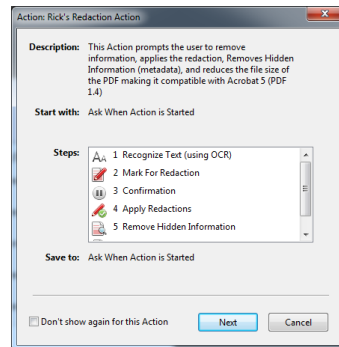 Action: Rick's Redaction Action
Description: This Action prompts the user to remove
information, applies the redaction, Removes Hidden
Information (metadata), and reduces the file size of
the PDF making it compatible with Acrobat 5 (PDF
1.4)
Start with: Ask When Action is Started
Steps:
1 Recognize Text (using OCR)
2 Mark For Redaction
3 Confirmation
4 Apply Redactions
5 Remove Hidden Information
Save to: Ask When Action is Started
Don't show again for this Action
Next
Cancel